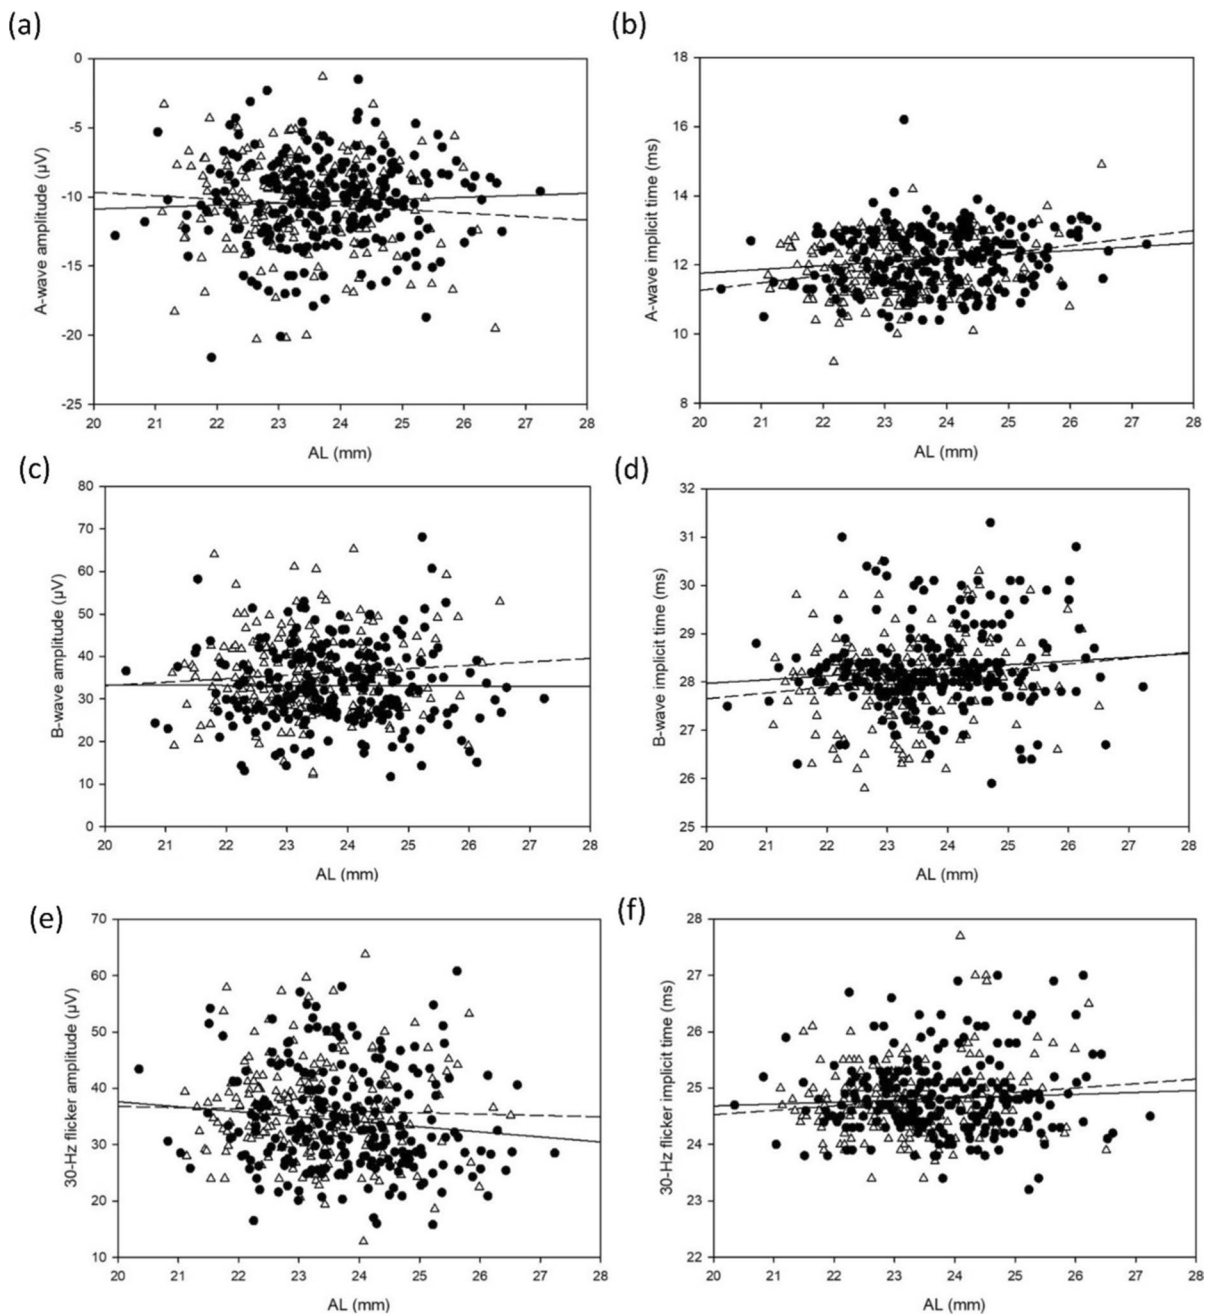 (a)
A-wave amplitude (µV)
0
-5
-10
-15
-20
-25
20 21 22 23 24 25 26 27 28
AL (mm)
(b)
A-wave implicit time (ms)
18
16
14
12
10
8
20 21 22 23 24 25 26 27 28
AL (mm)
(c)
B-wave amplitude (µV)
80
70
60
50
40
30
20
10
0
20 21 22 23 24 25 26 27 28
AL (mm)
(d)
B-wave implicit time (ms)
32
31
30
29
28
27
26
25
20 21 22 23 24 25 26 27 28
AL (mm)
(e)
30-Hz flicker amplitude (µV)
70
60
50
40
30
20
10
20 21 22 23 24 25 26 27 28
AL (mm)
(f)
30-Hz flicker implicit time (ms)
28
27
26
25
24
23
22
20 21 22 23 24 25 26 27 28
AL (mm)